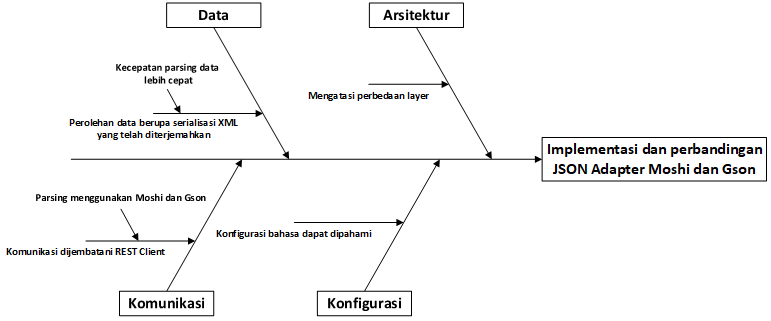 Data
Arsitektur
Kecepatan parsing data
lebih cepat
Mengatasi perbedaan layer
Perolehan data berupa serialisasi XML
yang telah diterjemahkan
Implementasi dan perbandingan
JSON Adapter Moshi dan Gson
Parsing menggunakan Moshi dan Gson
Konfigurasi bahasa dapat dipahami
Komunikasi dijembatani REST Client
Komunikasi
Konfigurasi